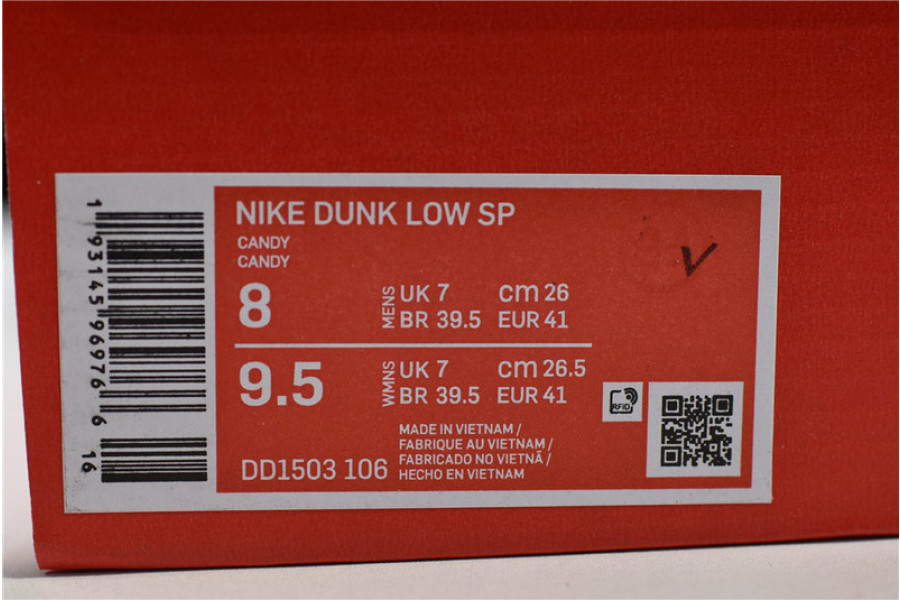 NIKE DUNK LOW SP
CANDY
CANDY
8
MENS
UK 7 cm 26
BR 39.5 EUR 41
9.5
WMNS
UK 7 cm 26.5
BR 39.5 EUR 41
MADE IN VIETNAM /
FABRIQUE AU VIETNAM /
FABRICADO NO VIETNÃ /
HECHO EN VIETNAM
DD1503 106
RFID
1 93145 96976 6
16